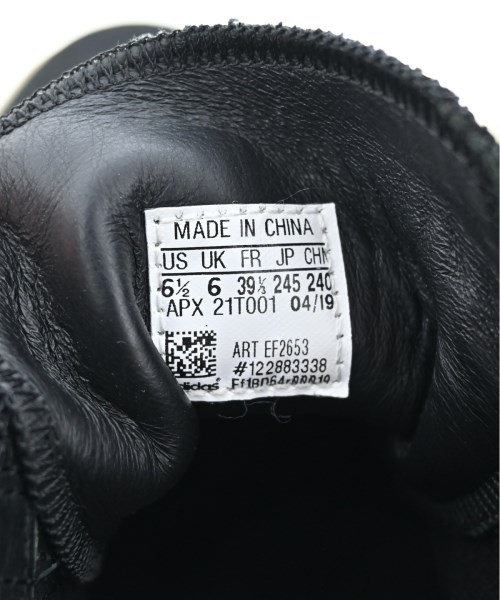 MADE IN CHINA
US UK FR JP CHN
6½ 6 39⅓ 245 240
APX 21T001 04/19
ART EF2653
#122883338
adidas